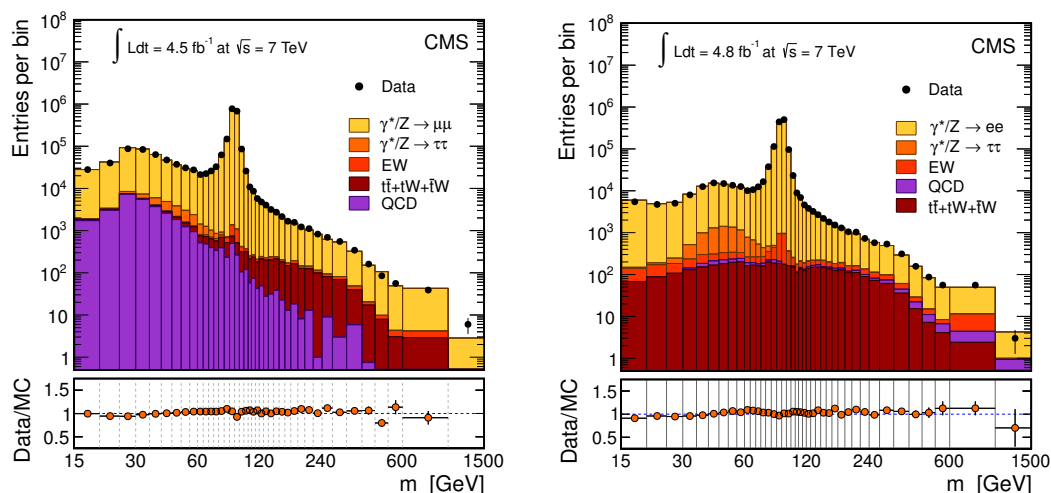 ∫ Ldt = 4.5 fb⁻¹ at √s = 7 TeV
CMS
Entries per bin
10⁸
10⁷
10⁶
10⁵
10⁴
10³
10²
10
1
Data
γ*/Z → μμ
γ*/Z → ττ
EW
tt̄+tW+t̄W
QCD
Data/MC
1.5
1
0.5
15 30 60 120 240 600 1500
m [GeV]
∫ Ldt = 4.8 fb⁻¹ at √s = 7 TeV
CMS
Entries per bin
10⁸
10⁷
10⁶
10⁵
10⁴
10³
10²
10
1
Data
γ*/Z → ee
γ*/Z → ττ
EW
QCD
tt̄+tW+t̄W
Data/MC
1.5
1
0.5
15 30 60 120 240 600 1500
m [GeV]